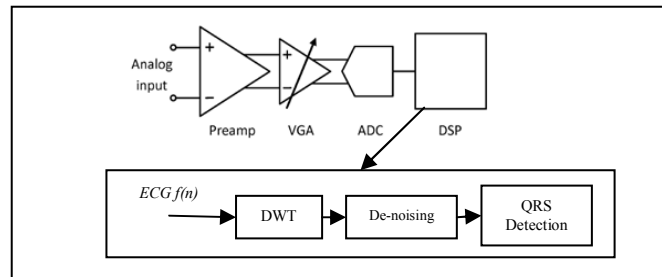 Analog
input
+
−
+
−
Preamp VGA ADC DSP
ECG f(n)
DWT
De-noising
QRS
Detection